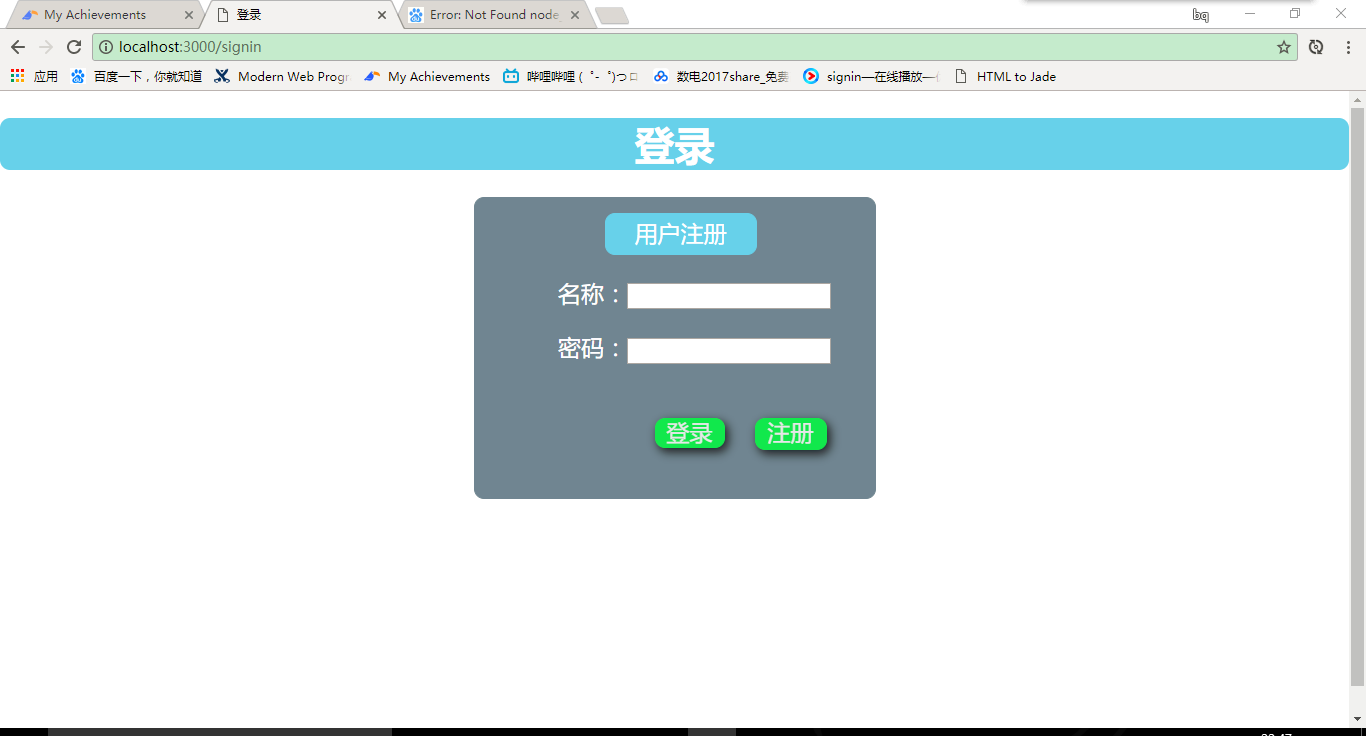 My Achievements 登录 Error: Not Found node_ bq
localhost:3000/signin
应用 百度一下，你就知道 Modern Web Progr My Achievements 哔哩哔哩 ( ゜- ゜)つロ 数电2017share_免费 signin—在线播放— HTML to Jade
登录
用户注册
名称：
密码：
登录 注册